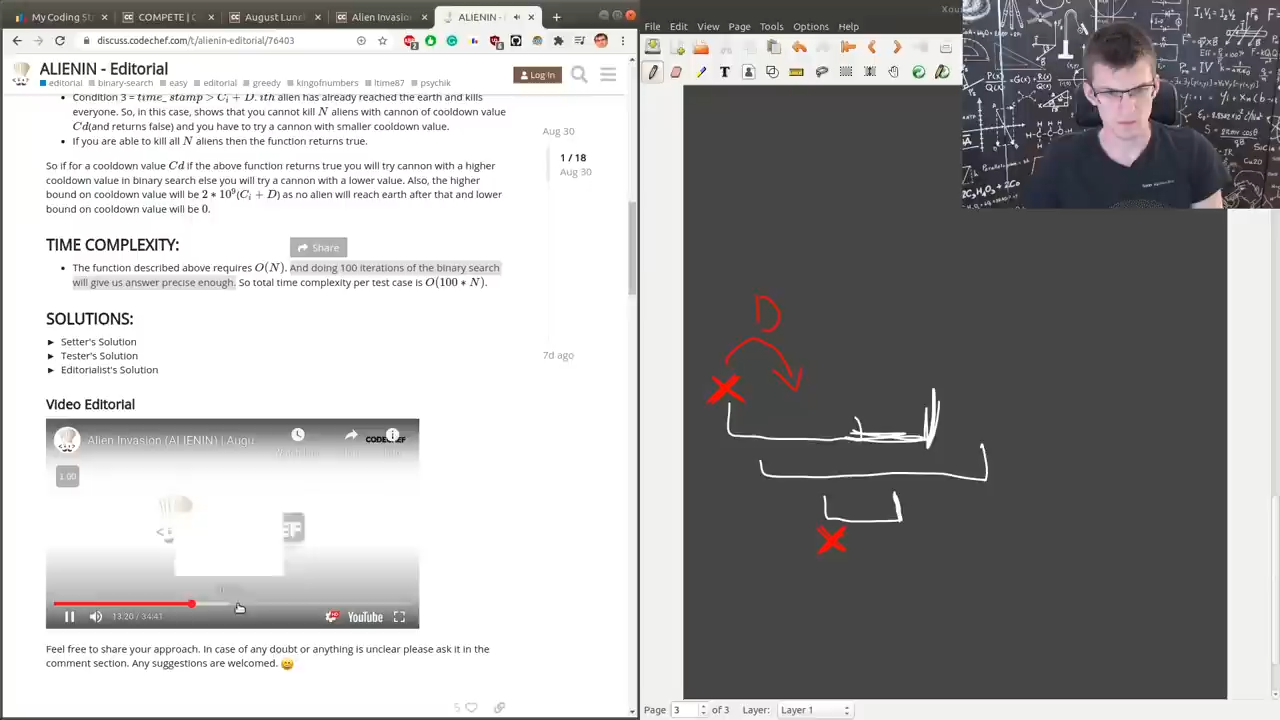 My Coding St
COMPETE | C
August Lunc
Alien Invasion
ALIENIN -
discuss.codechef.com/t/alienin-editorial/76403
ALIENIN - Editorial
editorial binary-search easy editorial greedy kingofnumbers ltime87 psychik
Log In
Condition 3 = time_stamp > C_i + D. ith alien has already reached the earth and kills
everyone. So, in this case, shows that you cannot kill N aliens with cannon of cooldown value
Cd(and returns false) and you have to try a cannon with smaller cooldown value.
If you are able to kill all N aliens then the function returns true.
So if for a cooldown value Cd if the above function returns true you will try cannon with a higher
cooldown value in binary search else you will try a cannon with a lower value. Also, the higher
bound on cooldown value will be 2 * 10^9(C_i + D) as no alien will reach earth after that and lower
bound on cooldown value will be 0.
TIME COMPLEXITY:
Share
The function described above requires O(N). And doing 100 iterations of the binary search
will give us answer precise enough. So total time complexity per test case is O(100 * N).
SOLUTIONS:
Setter's Solution
Tester's Solution
Editorialist's Solution
Video Editorial
Alien Invasion (ALIENIN) | Augu
1.00
13:20 / 34:41
YouTube
Feel free to share your approach. In case of any doubt or anything is unclear please ask it in the
comment section. Any suggestions are welcomed.
5
Aug 30
1 / 18
Aug 30
7d ago
File Edit View Page Tools Options Help
D
Page 3 of 3 Layer: Layer 1